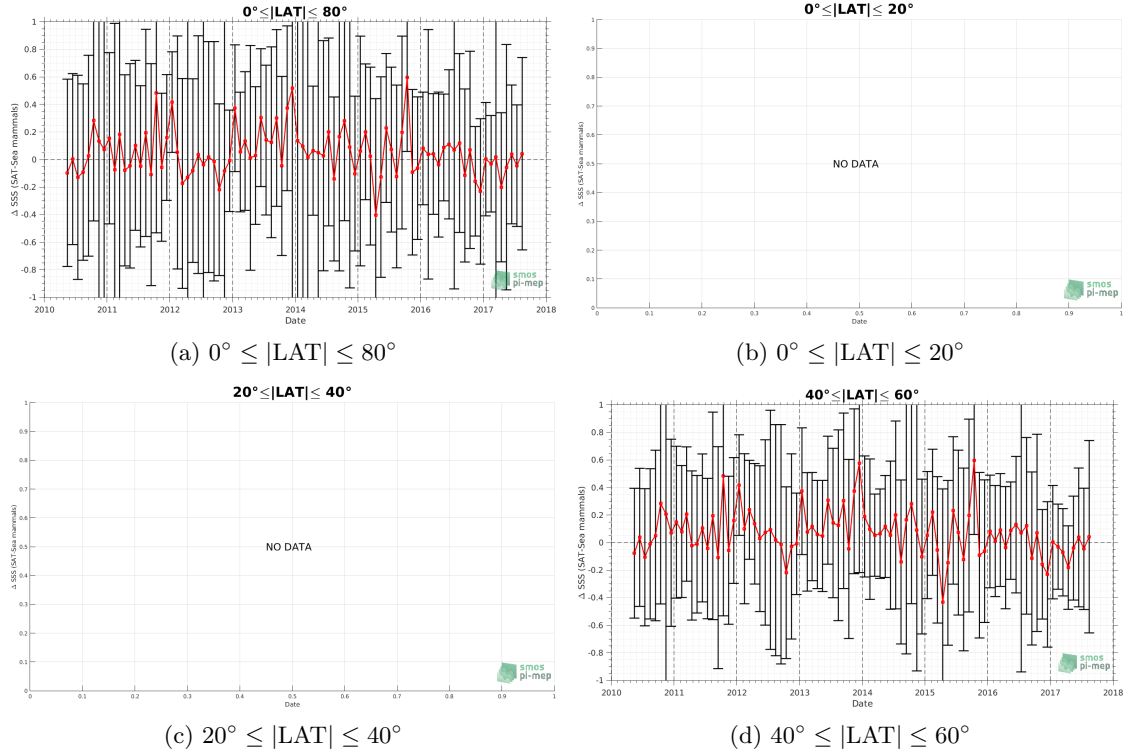 0°≤|LAT|≤ 80°
Δ SSS (SAT-Sea mammals)
1
0.8
0.6
0.4
0.2
0
-0.2
-0.4
-0.6
-0.8
-1
2010 2011 2012 2013 2014 2015 2016 2017 2018
Date
smos
pi-mep
(a) 0° ≤ |LAT| ≤ 80°
0°≤|LAT|≤ 20°
Δ SSS (SAT-Sea mammals)
1
0.9
0.8
0.7
0.6
0.5
0.4
0.3
0.2
0.1
0
NO DATA
0 0.1 0.2 0.3 0.4 0.5 0.6 0.7 0.8 0.9 1
Date
smos
pi-mep
(b) 0° ≤ |LAT| ≤ 20°
20°≤|LAT|≤ 40°
Δ SSS (SAT-Sea mammals)
1
0.9
0.8
0.7
0.6
0.5
0.4
0.3
0.2
0.1
0
NO DATA
0 0.1 0.2 0.3 0.4 0.5 0.6 0.7 0.8 0.9 1
Date
smos
pi-mep
(c) 20° ≤ |LAT| ≤ 40°
40°≤|LAT|≤ 60°
Δ SSS (SAT-Sea mammals)
1
0.8
0.6
0.4
0.2
0
-0.2
-0.4
-0.6
-0.8
-1
2010 2011 2012 2013 2014 2015 2016 2017 2018
Date
smos
pi-mep
(d) 40° ≤ |LAT| ≤ 60°